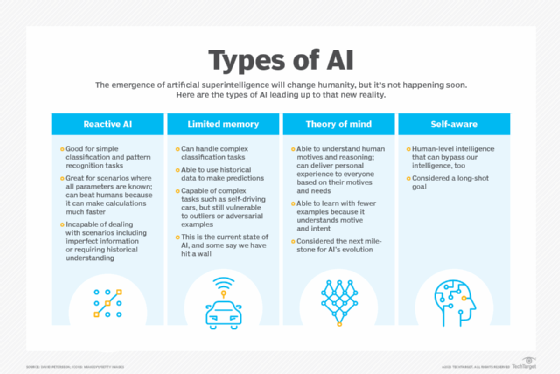 Types of AI
The emergence of artificial superintelligence will change humanity, but it's not happening soon.
Here are the types of AI leading up to that new reality.
Reactive AI
Good for simple
classification and pattern
recognition tasks
Great for scenarios where
all parameters are known;
can beat humans because
it can make calculations
much faster
Incapable of dealing
with scenarios including
imperfect information
or requiring historical
understanding
Limited memory
Can handle complex
classification tasks
Able to use historical
data to make predictions
Capable of complex
tasks such as self-driving
cars, but still vulnerable
to outliers or adversarial
examples
This is the current state of
AI, and some say we have
hit a wall
Theory of mind
Able to understand human
motives and reasoning;
can deliver personal
experience to everyone
based on their motives
and needs
Able to learn with fewer
examples because it
understands motive
and intent
Considered the next mile-
stone for AI's evolution
Self-aware
Human-level intelligence
that can bypass our
intelligence, too
Considered a long-shot
goal
TechTarget